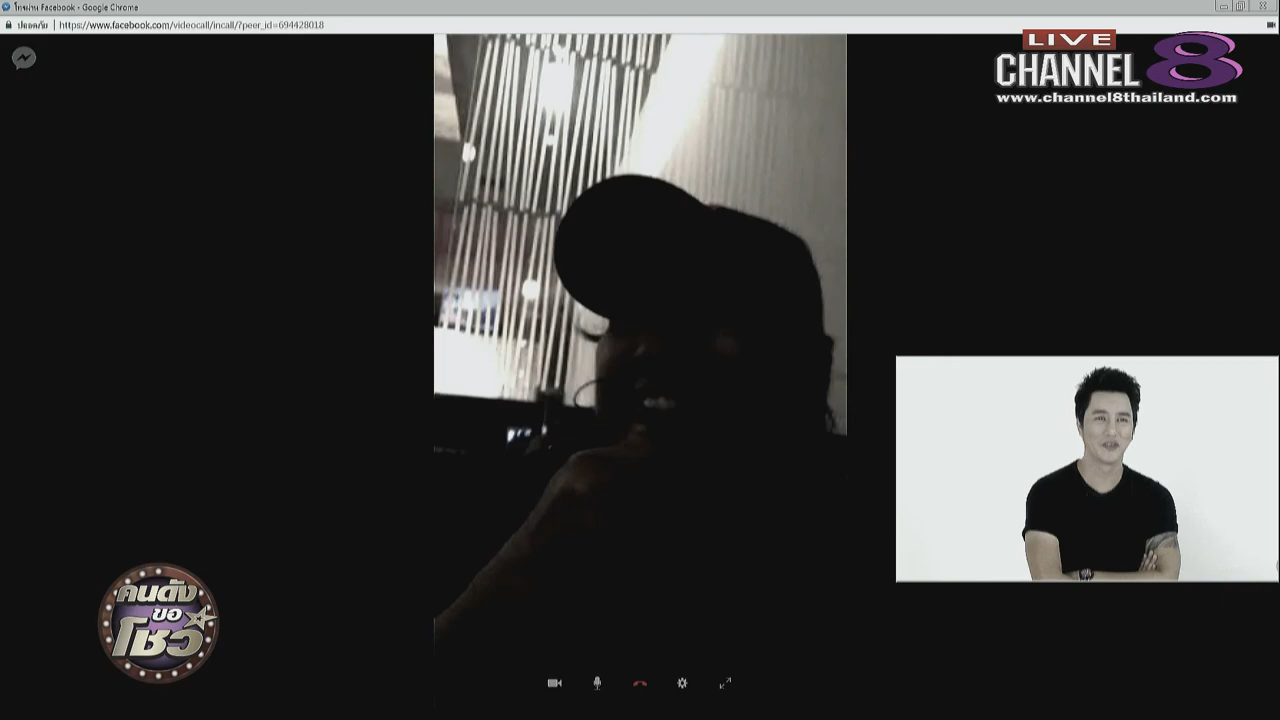 โทรผ่าน Facebook - Google Chrome
ปลอดภัย | https://www.facebook.com/videocall/incall/?peer_id=694428018
LIVE
CHANNEL 8
www.channel8thailand.com
คนดัง
ขอ
โชว์